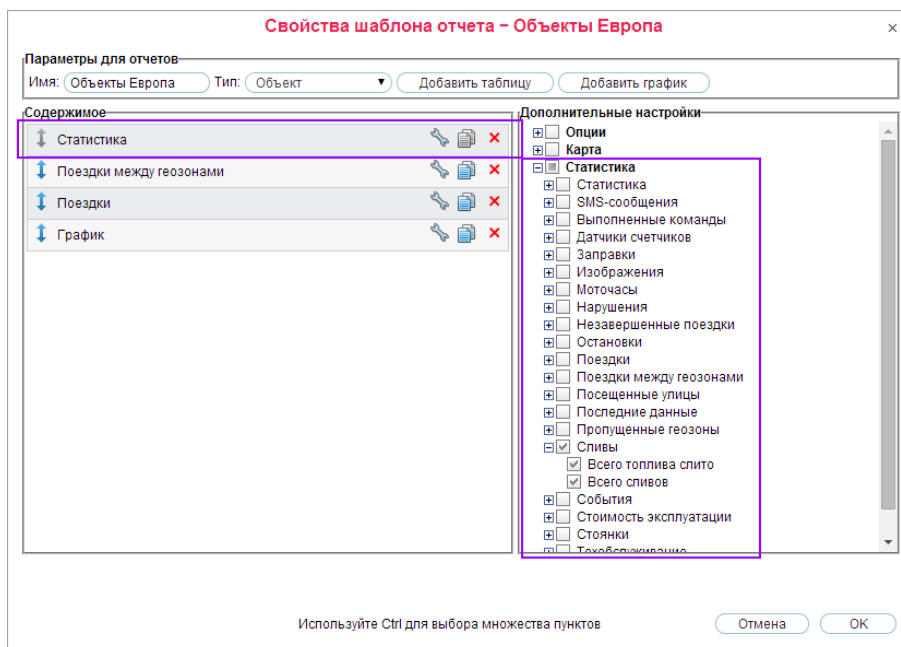 Свойства шаблона отчета – Объекты Европа
Параметры для отчетов
Имя: Объекты Европа Тип: Объект Добавить таблицу Добавить график
Содержимое
Статистика
Поездки между геозонами
Поездки
График
Дополнительные настройки
Опции
Карта
Статистика
Статистика
SMS-сообщения
Выполненные команды
Датчики счетчиков
Заправки
Изображения
Моточасы
Нарушения
Незавершенные поездки
Остановки
Поездки
Поездки между геозонами
Посещенные улицы
Последние данные
Пропущенные геозоны
Сливы
Всего топлива слито
Всего сливов
События
Стоимость эксплуатации
Стоянки
Техобслуживание
Используйте Ctrl для выбора множества пунктов
Отмена
OK